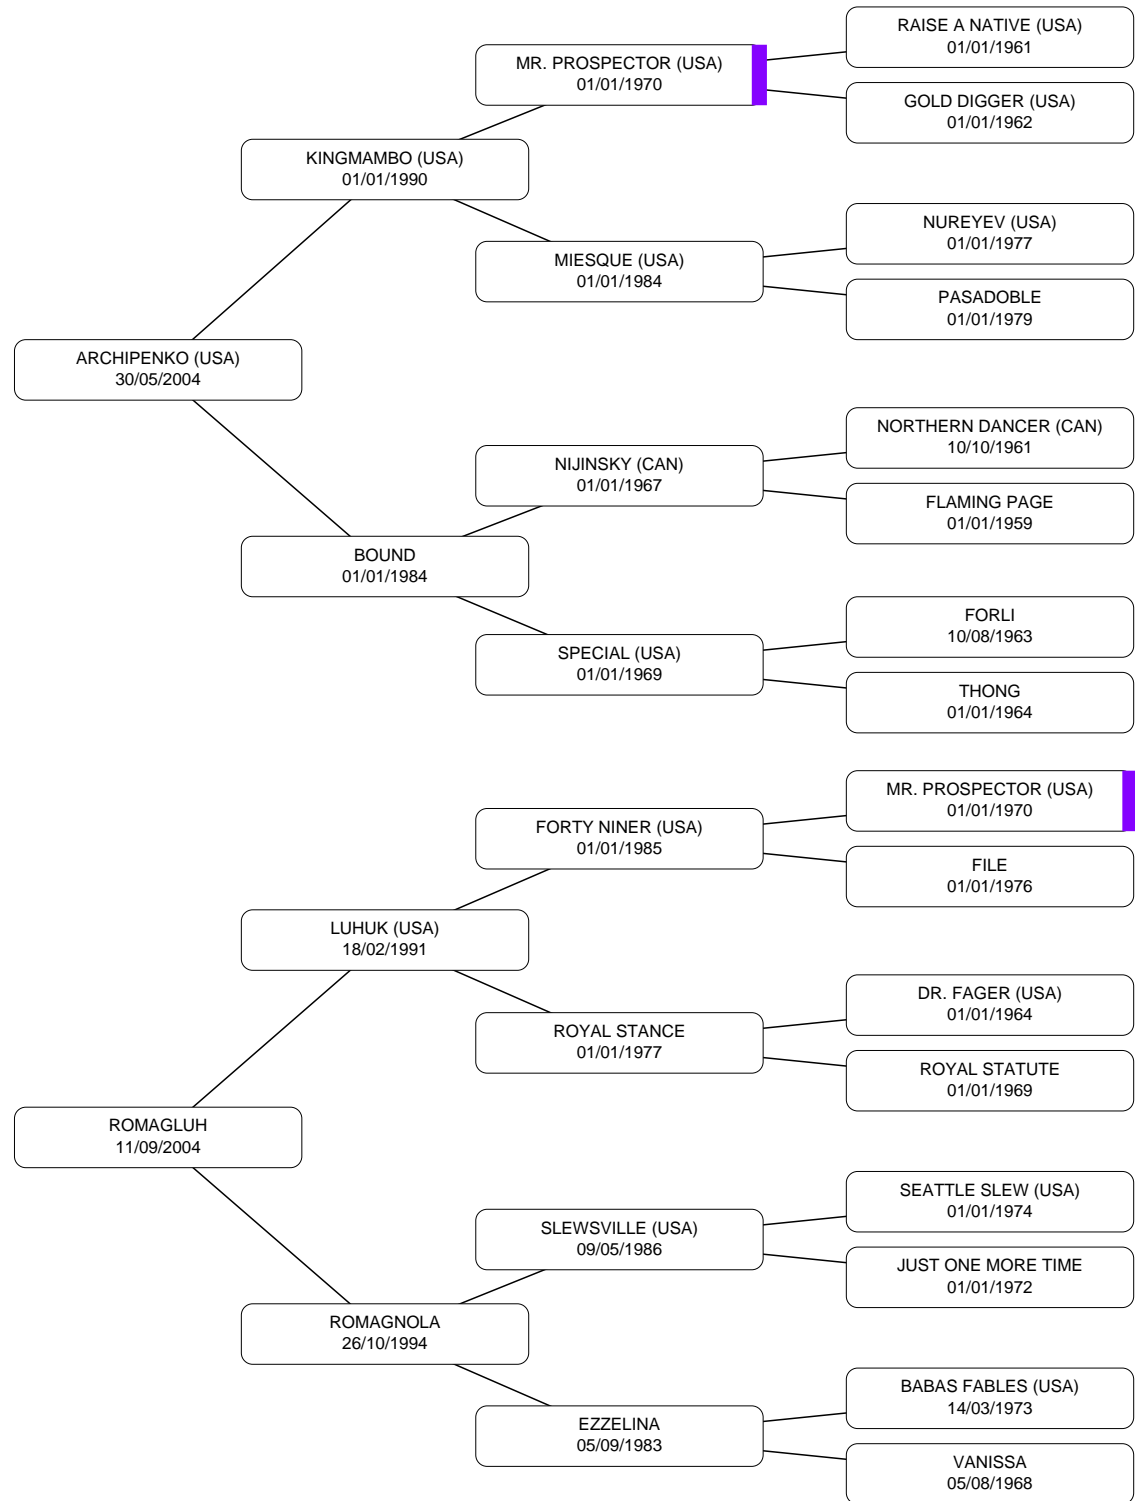 RAISE A NATIVE (USA)
01/01/1961
MR. PROSPECTOR (USA)
01/01/1970
GOLD DIGGER (USA)
01/01/1962
KINGMAMBO (USA)
01/01/1990
NUREYEV (USA)
01/01/1977
MIESQUE (USA)
01/01/1984
PASADOBLE
01/01/1979
ARCHIPENKO (USA)
30/05/2004
NORTHERN DANCER (CAN)
10/10/1961
NIJINSKY (CAN)
01/01/1967
FLAMING PAGE
01/01/1959
BOUND
01/01/1984
FORLI
10/08/1963
SPECIAL (USA)
01/01/1969
THONG
01/01/1964
MR. PROSPECTOR (USA)
01/01/1970
FORTY NINER (USA)
01/01/1985
FILE
01/01/1976
LUHUK (USA)
18/02/1991
DR. FAGER (USA)
01/01/1964
ROYAL STANCE
01/01/1977
ROYAL STATUTE
01/01/1969
ROMAGLUH
11/09/2004
SEATTLE SLEW (USA)
01/01/1974
SLEWSVILLE (USA)
09/05/1986
JUST ONE MORE TIME
01/01/1972
ROMAGNOLA
26/10/1994
BABAS FABLES (USA)
14/03/1973
EZZELINA
05/09/1983
VANISSA
05/08/1968